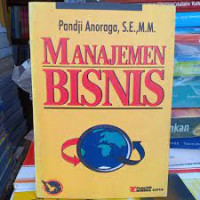 Pandji Anoraga, S.E.,M.M.
MANAJEMEN
BISNIS